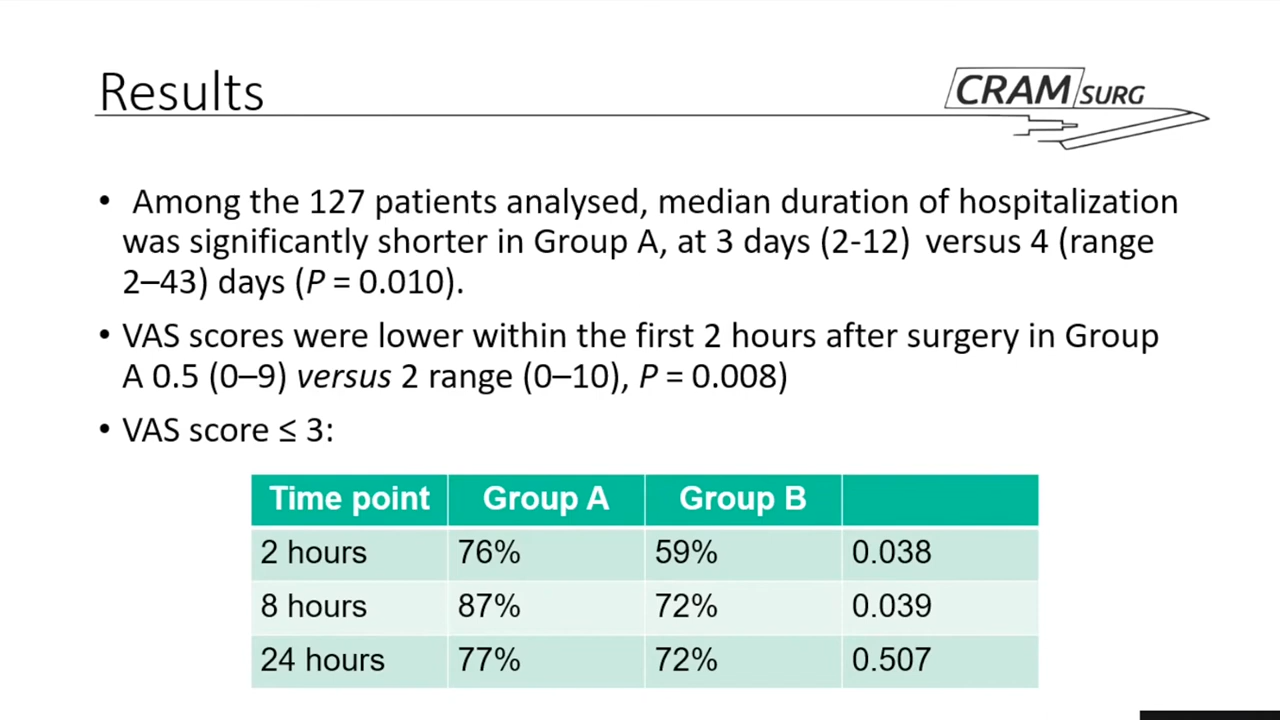 Results
CRAM SURG
• Among the 127 patients analysed, median duration of hospitalization
was significantly shorter in Group A, at 3 days (2-12) versus 4 (range
2–43) days (P = 0.010).
• VAS scores were lower within the first 2 hours after surgery in Group
A 0.5 (0–9) versus 2 range (0–10), P = 0.008)
• VAS score ≤ 3:
Time point Group A Group B
2 hours 76% 59% 0.038
8 hours 87% 72% 0.039
24 hours 77% 72% 0.507